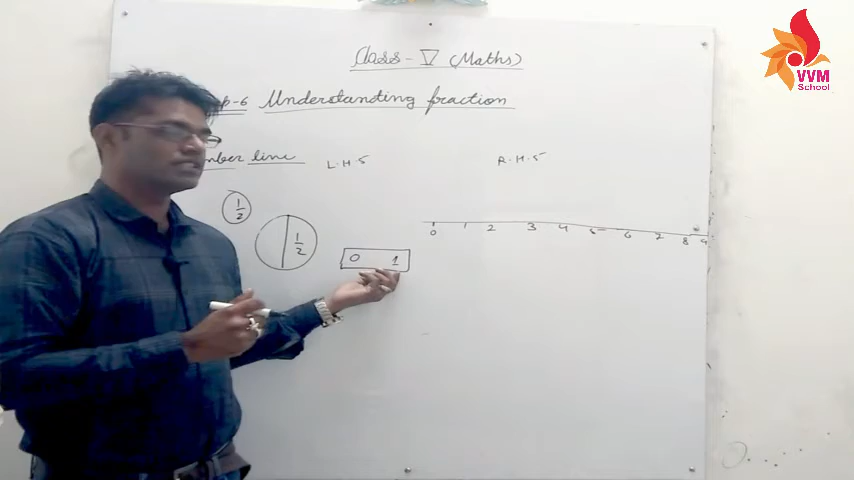 Class - V (Maths)
p-6 Understanding fraction
mber line L.H.S R.H.S
1/2
1/2
0 1
0 1 2 3 4 5 6 7 8 9
VVM
School